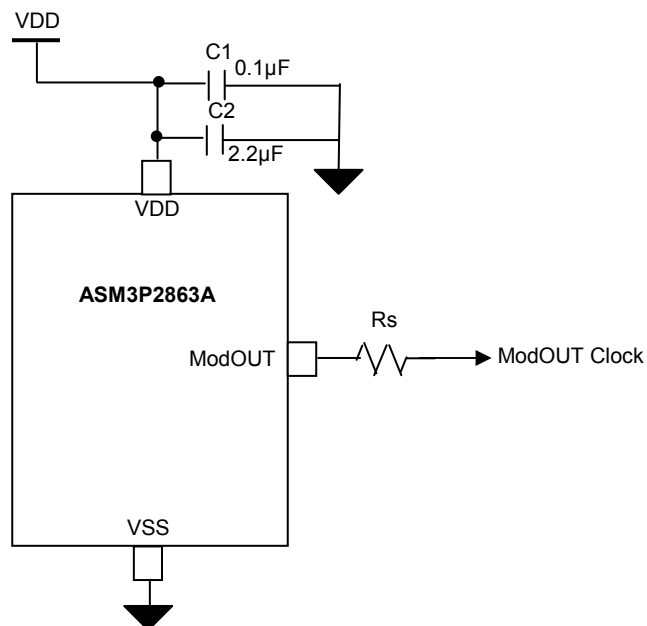 VDD
C1
0.1µF
C2
2.2µF
VDD
ASM3P2863A
Rs
ModOUT
ModOUT Clock
VSS